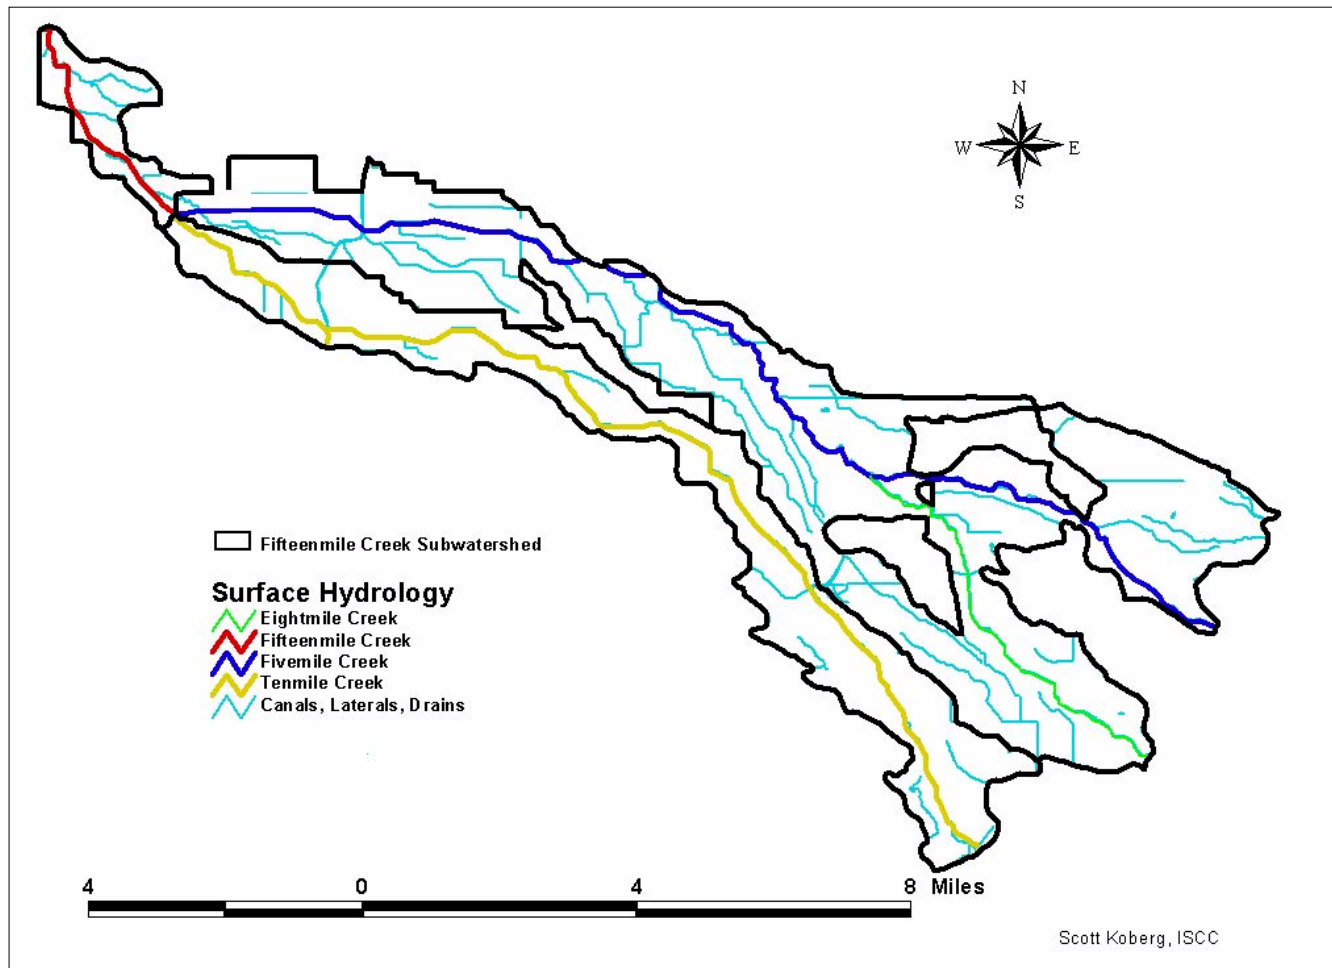 N
W E
S
Fifteenmile Creek Subwatershed
Surface Hydrology
Eightmile Creek
Fifteenmile Creek
Fivemile Creek
Tenmile Creek
Canals, Laterals, Drains
4 0 4 8 Miles
Scott Koberg, ISCC